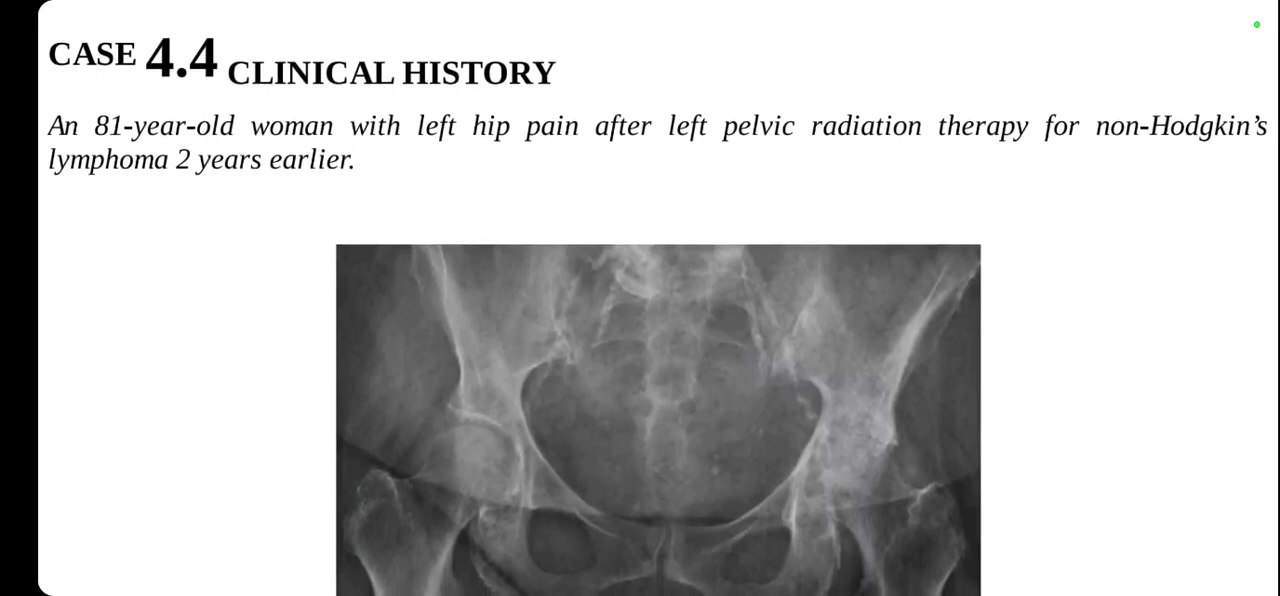 CASE 4.4 CLINICAL HISTORY
An 81-year-old woman with left hip pain after left pelvic radiation therapy for non-Hodgkin’s
lymphoma 2 years earlier.